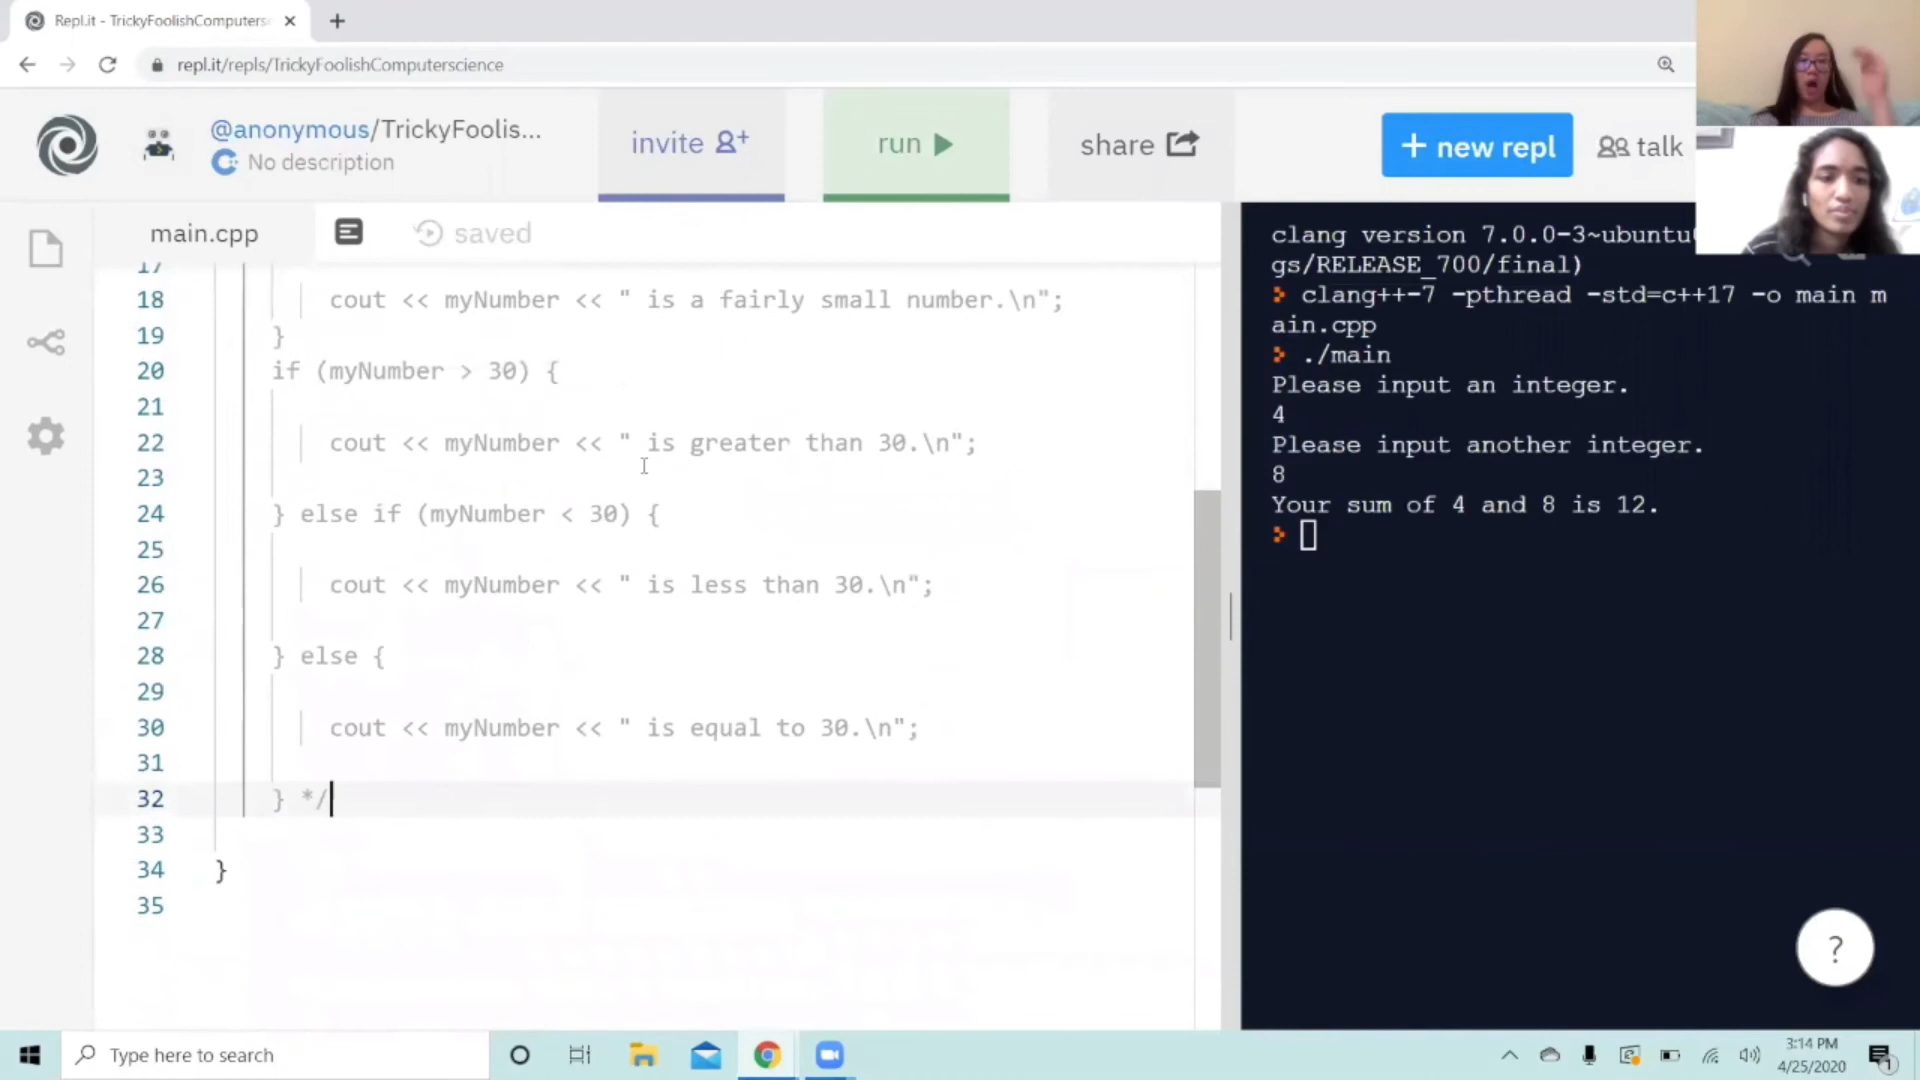 Repl.it - TrickyFoolishComputers
repl.it/repls/TrickyFoolishComputerscience
@anonymous/TrickyFoolis...
No description
invite
run
share
+ new repl
talk
main.cpp
saved
17
18 cout << myNumber << " is a fairly small number.\n";
19 }
20 if (myNumber > 30) {
21
22 cout << myNumber << " is greater than 30.\n";
23
24 } else if (myNumber < 30) {
25
26 cout << myNumber << " is less than 30.\n";
27
28 } else {
29
30 cout << myNumber << " is equal to 30.\n";
31
32 } */
33
34 }
35
clang version 7.0.0-3~ubuntu
gs/RELEASE_700/final)
clang++-7 -pthread -std=c++17 -o main m
ain.cpp
./main
Please input an integer.
4
Please input another integer.
8
Your sum of 4 and 8 is 12.
?
Type here to search
3:14 PM
4/25/2020
1